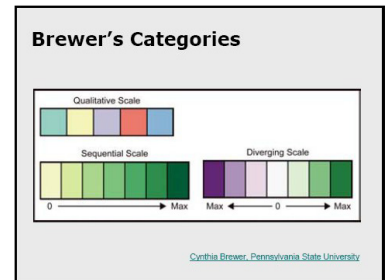 Brewer's Categories
Qualitative Scale
Sequential Scale
0 Max
Diverging Scale
Max 0 Max
Cynthia Brewer, Pennsylvania State University